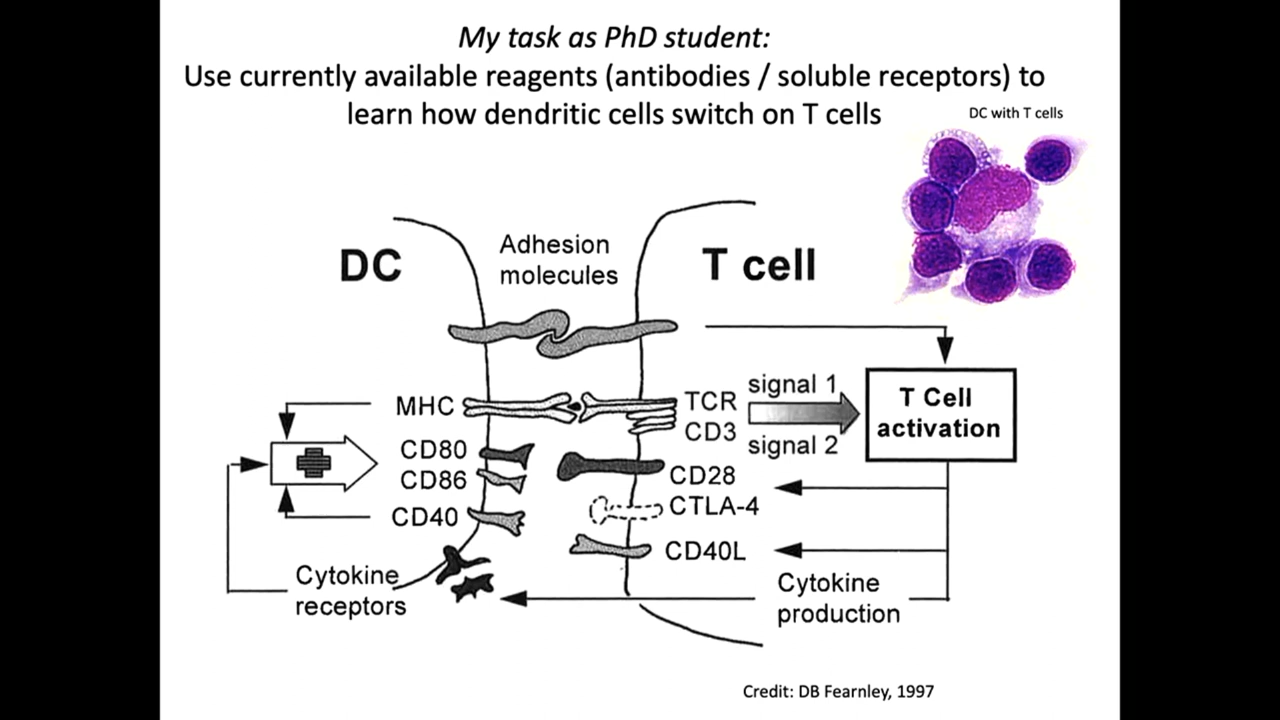 My task as PhD student:
Use currently available reagents (antibodies / soluble receptors) to
learn how dendritic cells switch on T cells
DC with T cells
DC
Adhesion
molecules
T cell
MHC
CD80
CD86
CD40
Cytokine
receptors
TCR
CD3
CD28
CTLA-4
CD40L
signal 1
signal 2
T Cell
activation
Cytokine
production
Credit: DB Fearnley, 1997